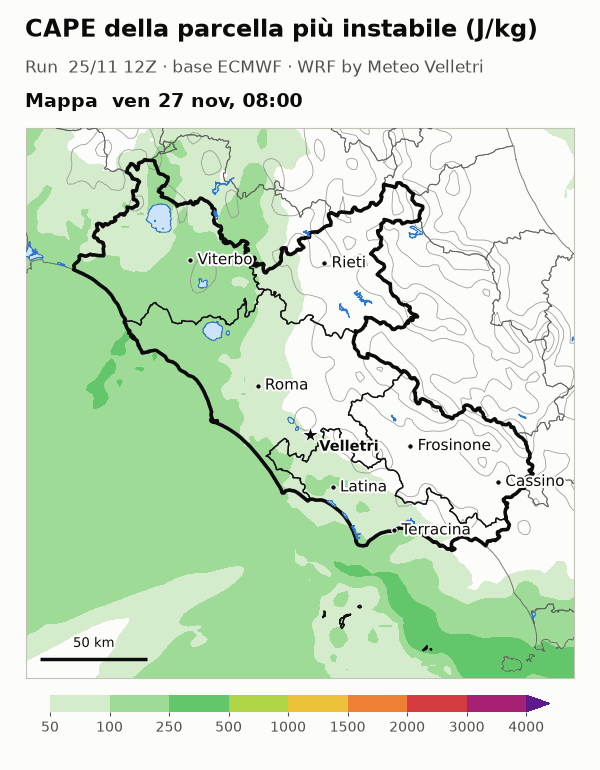 CAPE della parcella più instabile (J/kg)
Run  25/11 12Z · base ECMWF · WRF by Meteo Velletri
Mappa  ven 27 nov, 08:00
Viterbo
Rieti
Roma
Velletri
Frosinone
Latina
Cassino
Terracina
50 km
50 100 250 500 1000 1500 2000 3000 4000